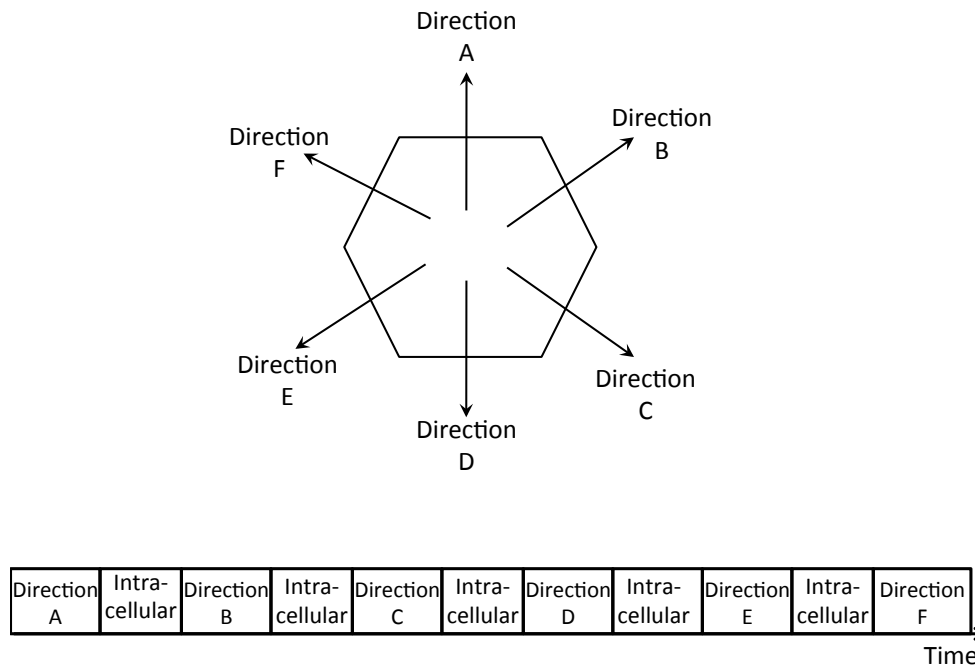 Direction
A
Direction
B
Direction
F
Direction
E
Direction
C
Direction
D
Direction
A
Intra-
cellular
Direction
B
Intra-
cellular
Direction
C
Intra-
cellular
Direction
D
Intra-
cellular
Direction
E
Intra-
cellular
Direction
F
Time